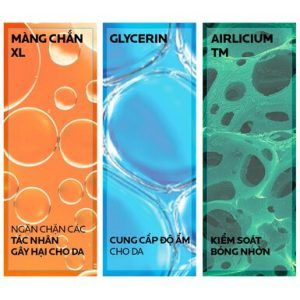 MÀNG CHẮN
XL
NGĂN CHẶN CÁC
TÁC NHÂN
GÂY HẠI CHO DA
GLYCERIN
CUNG CẤP ĐỘ ẨM
CHO DA
AIRLICIUM
TM
KIỂM SOÁT
BÓNG NHỜN